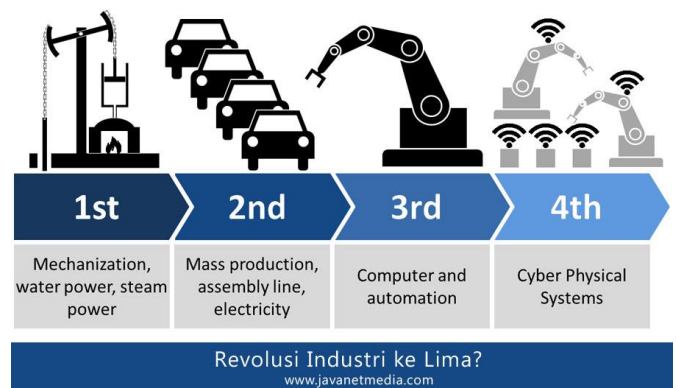 1st
2nd
3rd
4th
Mechanization,
water power, steam
power
Mass production,
assembly line,
electricity
Computer and
automation
Cyber Physical
Systems
Revolusi Industri ke Lima?
www.javanetmedia.com